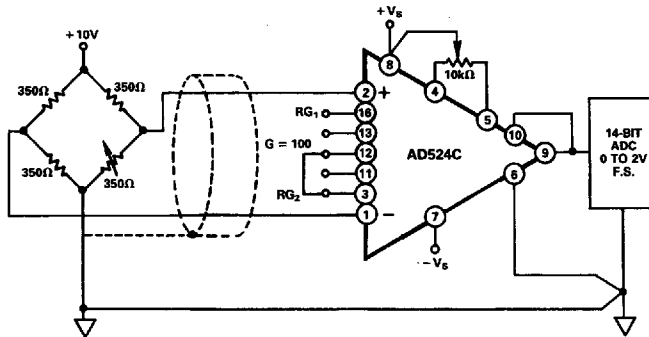 +10V
350Ω
350Ω
350Ω
350Ω
RG₁
G = 100
RG₂
+Vₛ
8
10kΩ
2
+
4
16
13
5
12
10
AD524C
9
11
6
3
1
−
7
−Vₛ
14-BIT
ADC
0 TO 2V
F.S.